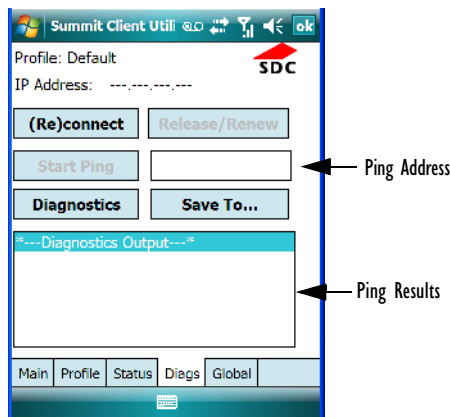 Summit Client Utili
ok
Profile: Default
SDC
IP Address: ---.---.---.---
(Re)connect Release/Renew
Start Ping
Ping Address
Diagnostics Save To...
*---Diagnostics Output---*
Ping Results
Main Profile Status Diags Global